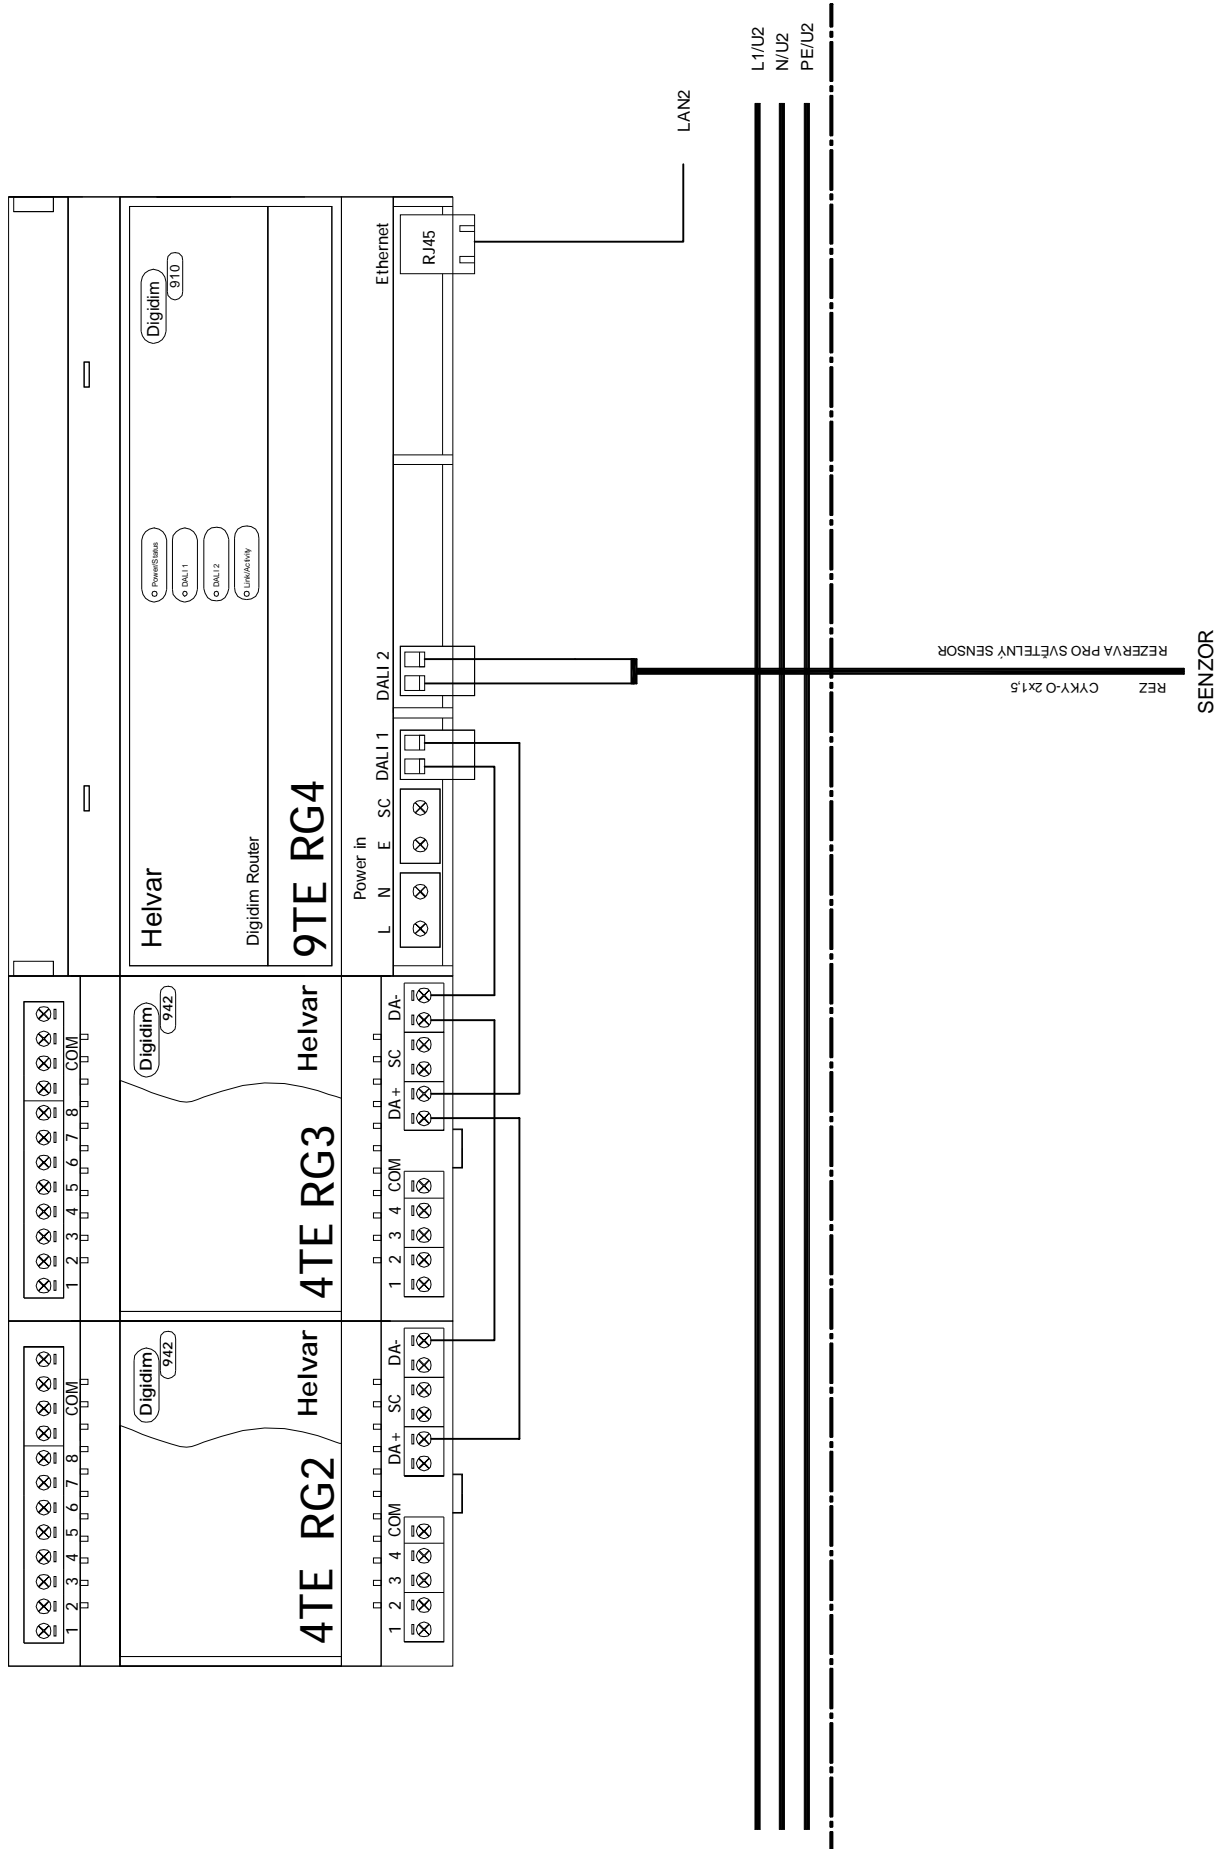 L1/U2
N/U2
PE/U2
LAN2
Ethernet
RJ45
Digidim
910
Power/Status
DALI 1
DALI 2
Link/Activity
Helvar
Digidim Router
9TE RG4
Power in
L N E SC DALI 1 DALI 2
REZERVA PRO SVĚTELNÝ SENSOR
REZ CYKY-O 2x1,5
SENZOR
1 2 3 4 5 6 7 8 COM
Digidim
942
Helvar
4TE RG3
1 2 3 4 COM DA+ SC DA-
1 2 3 4 5 6 7 8 COM
Digidim
942
Helvar
4TE RG2
1 2 3 4 COM DA+ SC DA-